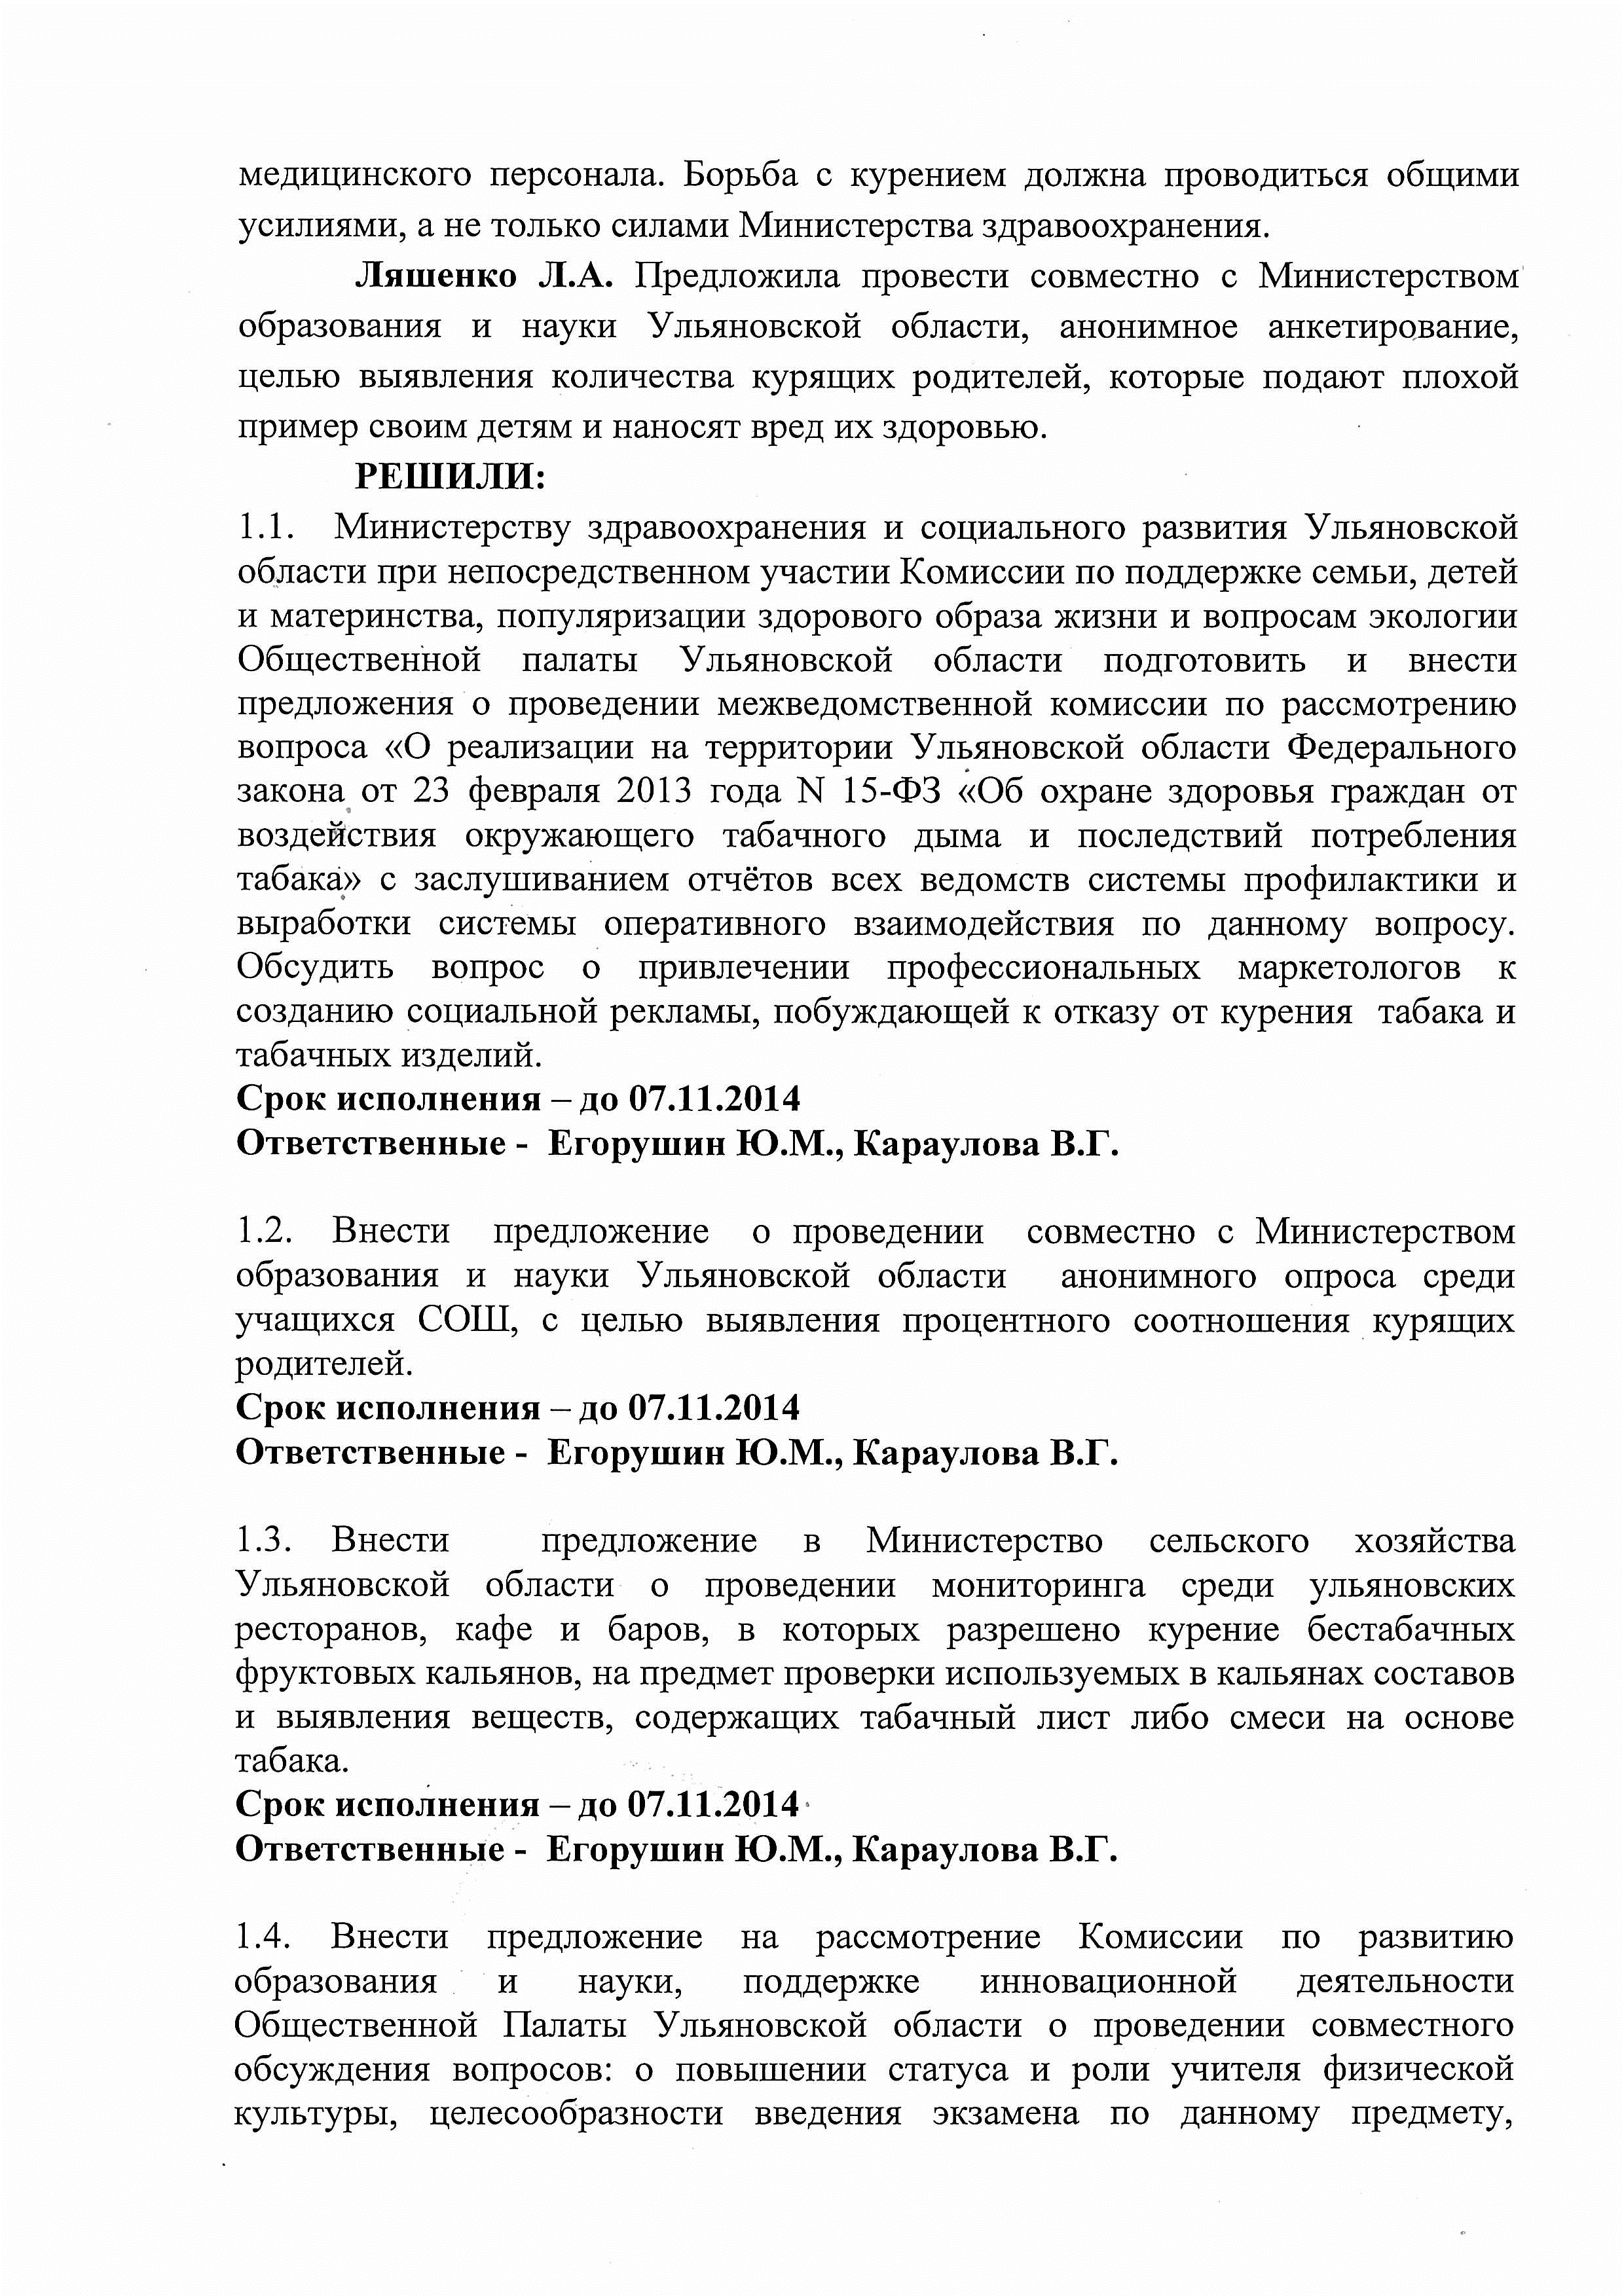 медицинского персонала. Борьба с курением должна проводиться общими
усилиями, а не только силами Министерства здравоохранения.
Ляшенко Л.А. Предложила провести совместно с Министерством
образования и науки Ульяновской области, анонимное анкетирование,
целью выявления количества курящих родителей, которые подают плохой
пример своим детям и наносят вред их здоровью.
РЕШИЛИ:
1.1. Министерству здравоохранения и социального развития Ульяновской
области при непосредственном участии Комиссии по поддержке семьи, детей
и материнства, популяризации здорового образа жизни и вопросам экологии
Общественной палаты Ульяновской области подготовить и внести
предложения о проведении межведомственной комиссии по рассмотрению
вопроса «О реализации на территории Ульяновской области Федерального
закона от 23 февраля 2013 года N 15-ФЗ «Об охране здоровья граждан от
воздействия окружающего табачного дыма и последствий потребления
табака» с заслушиванием отчётов всех ведомств системы профилактики и
выработки системы оперативного взаимодействия по данному вопросу.
Обсудить вопрос о привлечении профессиональных маркетологов к
созданию социальной рекламы, побуждающей к отказу от курения табака и
табачных изделий.
Срок исполнения – до 07.11.2014
Ответственные - Егорушин Ю.М., Караулова В.Г.
1.2. Внести предложение о проведении совместно с Министерством
образования и науки Ульяновской области анонимного опроса среди
учащихся СОШ, с целью выявления процентного соотношения курящих
родителей.
Срок исполнения – до 07.11.2014
Ответственные - Егорушин Ю.М., Караулова В.Г.
1.3. Внести предложение в Министерство сельского хозяйства
Ульяновской области о проведении мониторинга среди ульяновских
ресторанов, кафе и баров, в которых разрешено курение бестабачных
фруктовых кальянов, на предмет проверки используемых в кальянах составов
и выявления веществ, содержащих табачный лист либо смеси на основе
табака.
Срок исполнения – до 07.11.2014
Ответственные - Егорушин Ю.М., Караулова В.Г.
1.4. Внести предложение на рассмотрение Комиссии по развитию
образования и науки, поддержке инновационной деятельности
Общественной Палаты Ульяновской области о проведении совместного
обсуждения вопросов: о повышении статуса и роли учителя физической
культуры, целесообразности введения экзамена по данному предмету,